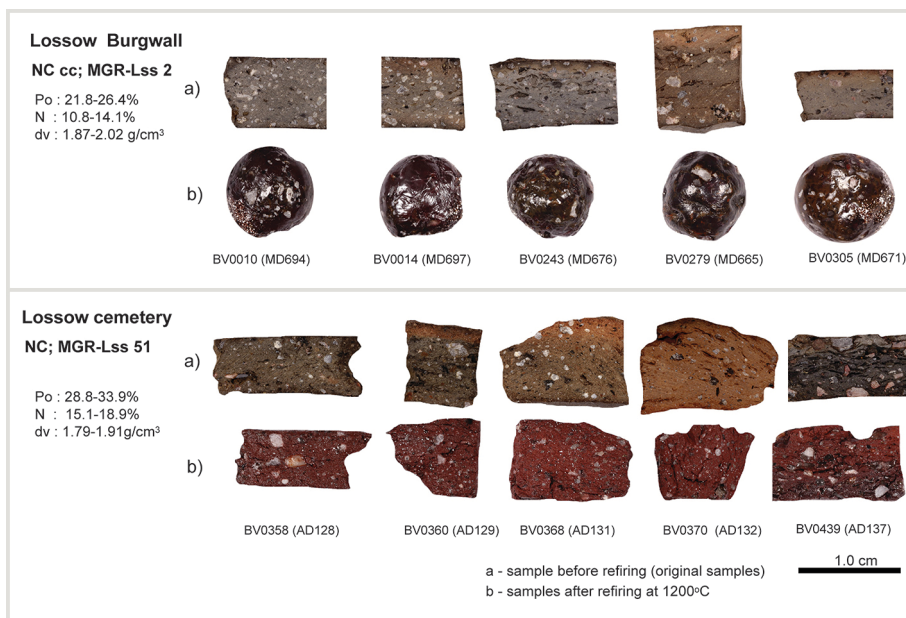 Lossow Burgwall
NC cc; MGR-Lss 2
Po : 21.8-26.4%
N : 10.8-14.1%
dv : 1.87-2.02 g/cm³
a)
b)
BV0010 (MD694) BV0014 (MD697) BV0243 (MD676) BV0279 (MD665) BV0305 (MD671)
Lossow cemetery
NC; MGR-Lss 51
Po : 28.8-33.9%
N : 15.1-18.9%
dv : 1.79-1.91g/cm³
a)
b)
BV0358 (AD128) BV0360 (AD129) BV0368 (AD131) BV0370 (AD132) BV0439 (AD137)
a - sample before refiring (original samples)
b - samples after refiring at 1200ºC
1.0 cm